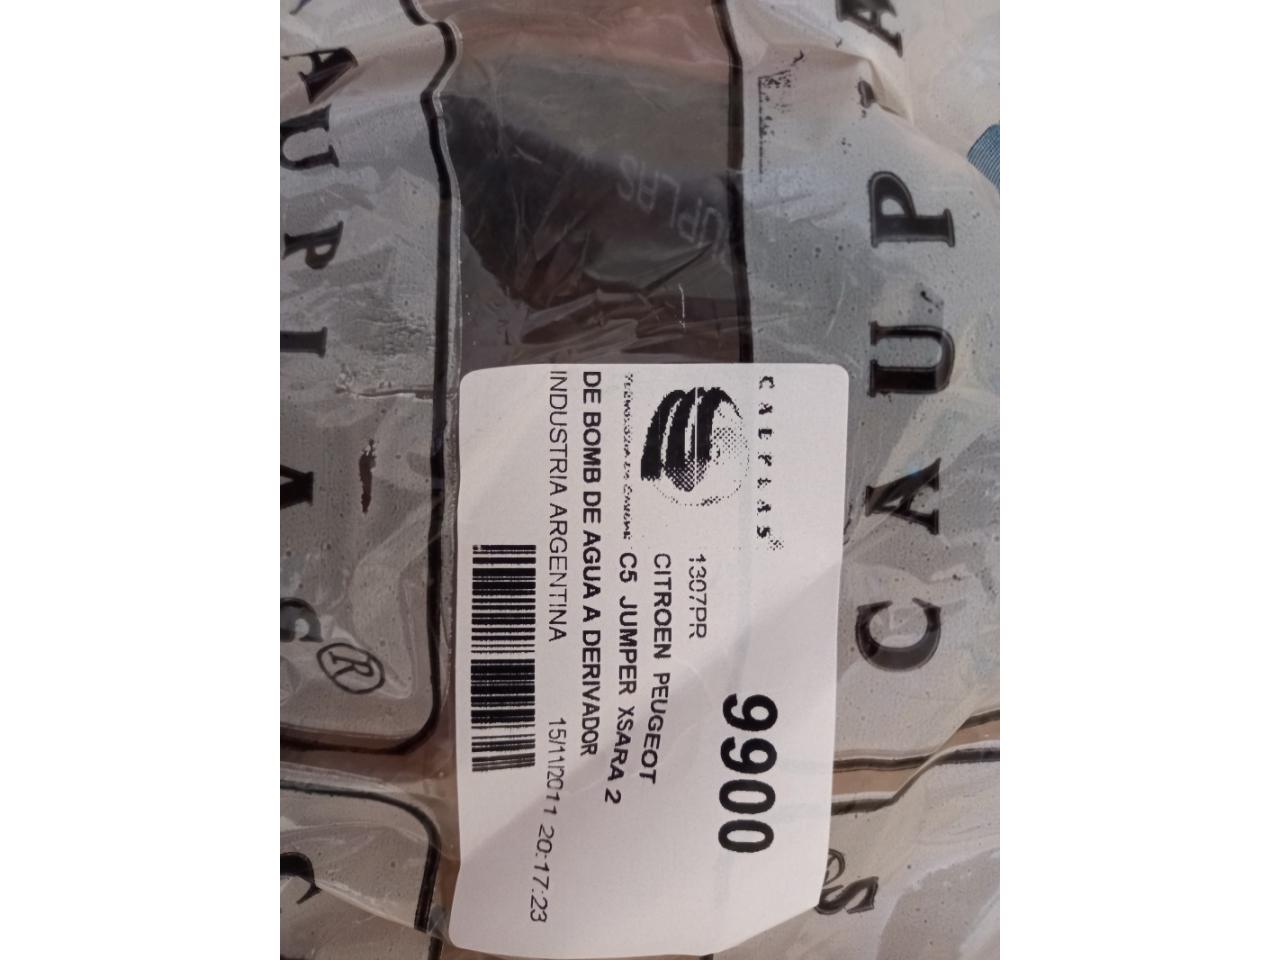 CAUPLAS
CAUPLAS®
UPLAS
CAUPLAS®
9900
1307PR
CITROEN PEUGEOT
C5 JUMPER XSARA 2
DE BOMB DE AGUA A DERIVADOR
INDUSTRIA ARGENTINA 15/11/2011 20:17:23